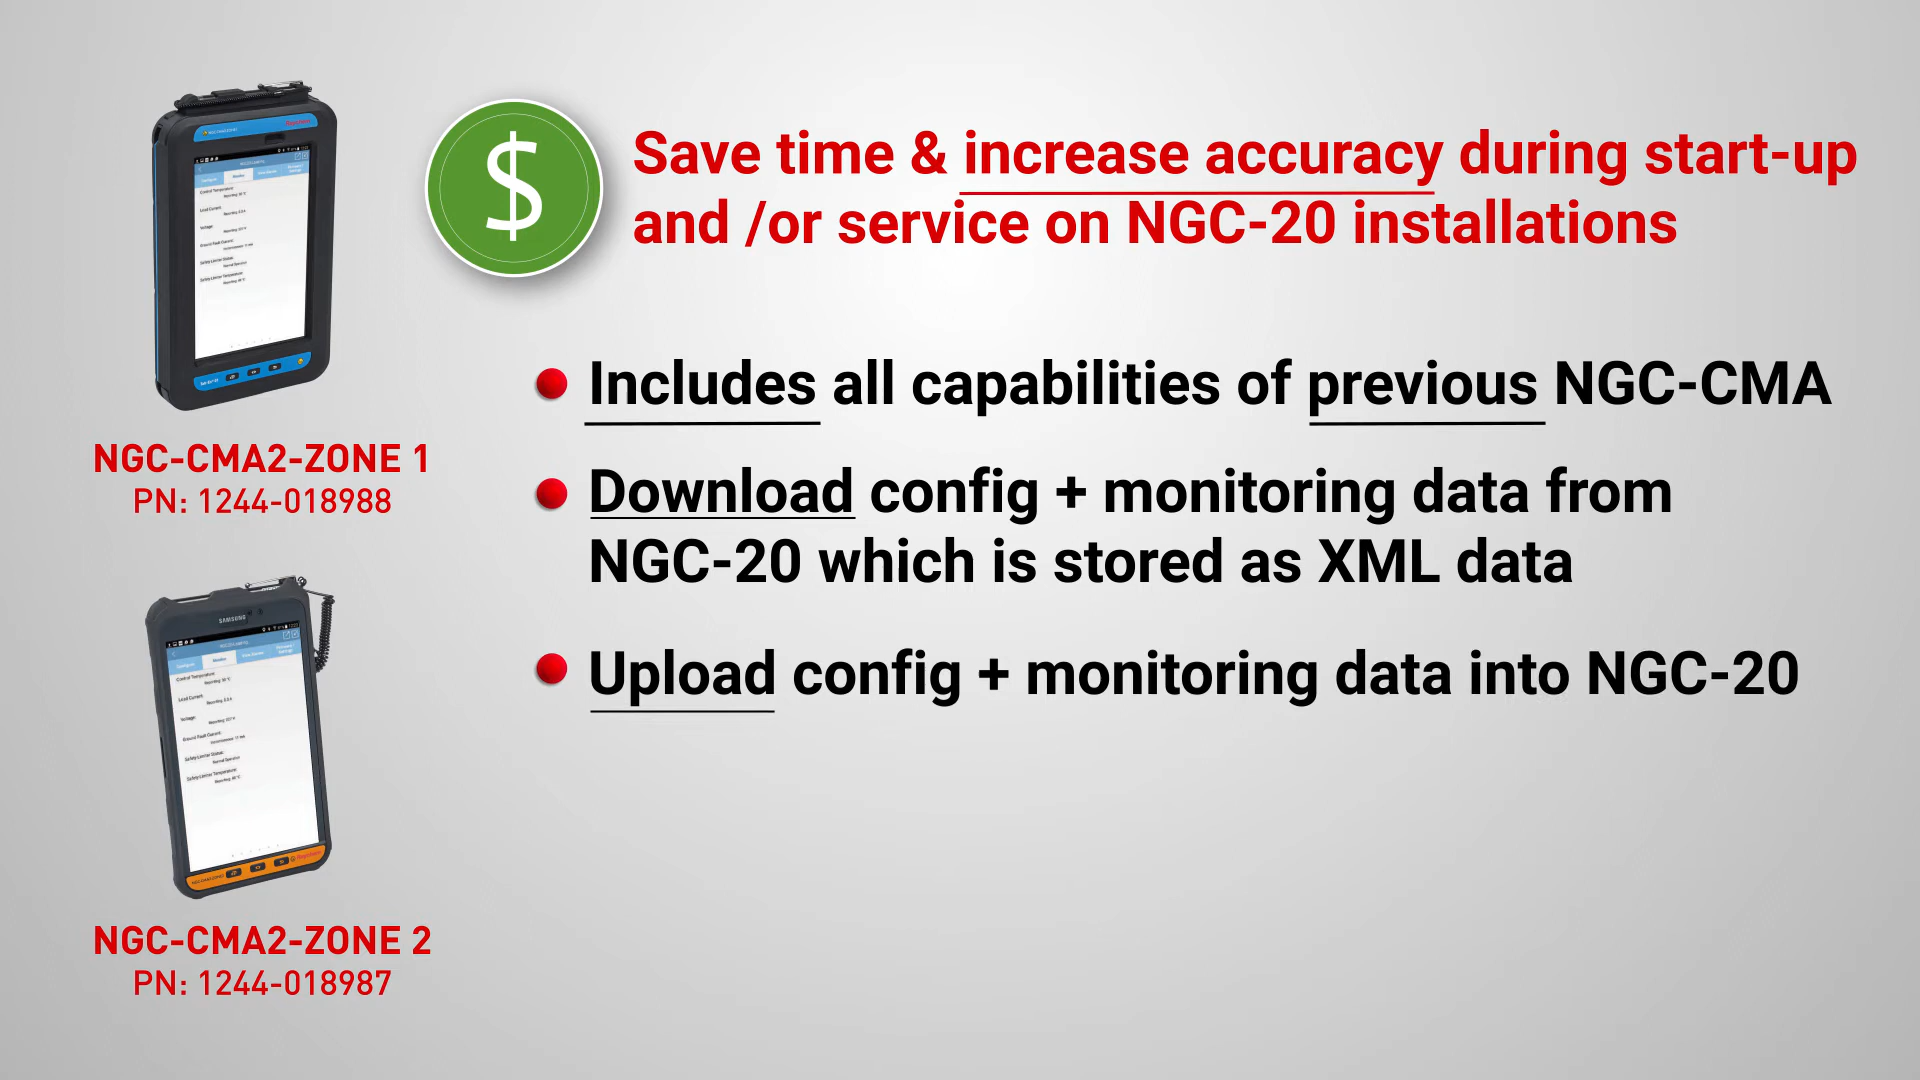 NGC-CMA2-ZONE 1
PN: 1244-018988
SAMSUNG
NGC-CMA2-ZONE 2
PN: 1244-018987
$
Save time & increase accuracy during start-up
and /or service on NGC-20 installations
Includes all capabilities of previous NGC-CMA
Download config + monitoring data from
NGC-20 which is stored as XML data
Upload config + monitoring data into NGC-20